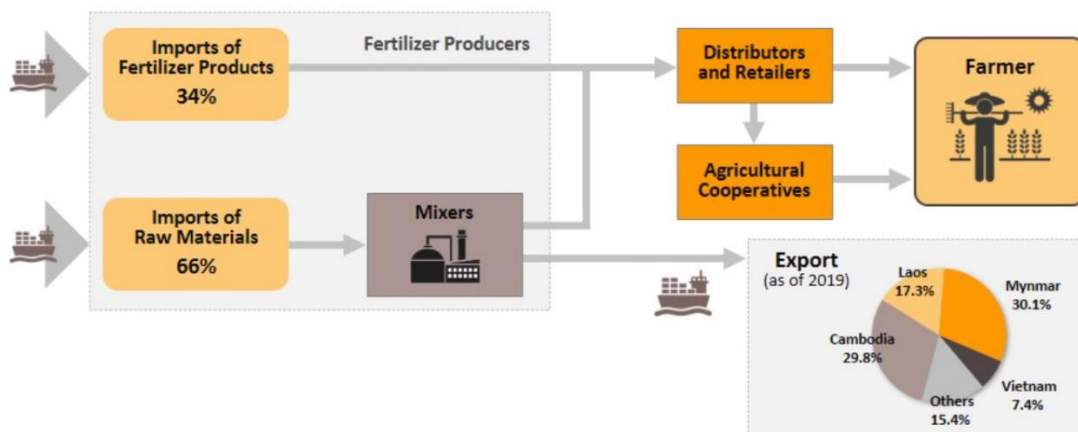 Imports of
Fertilizer Products
34%
Fertilizer Producers
Distributors
and Retailers
Farmer
Agricultural
Cooperatives
Imports of
Raw Materials
66%
Mixers
Export
(as of 2019)
Laos
17.3%
Mynmar
30.1%
Cambodia
29.8%
Vietnam
7.4%
Others
15.4%